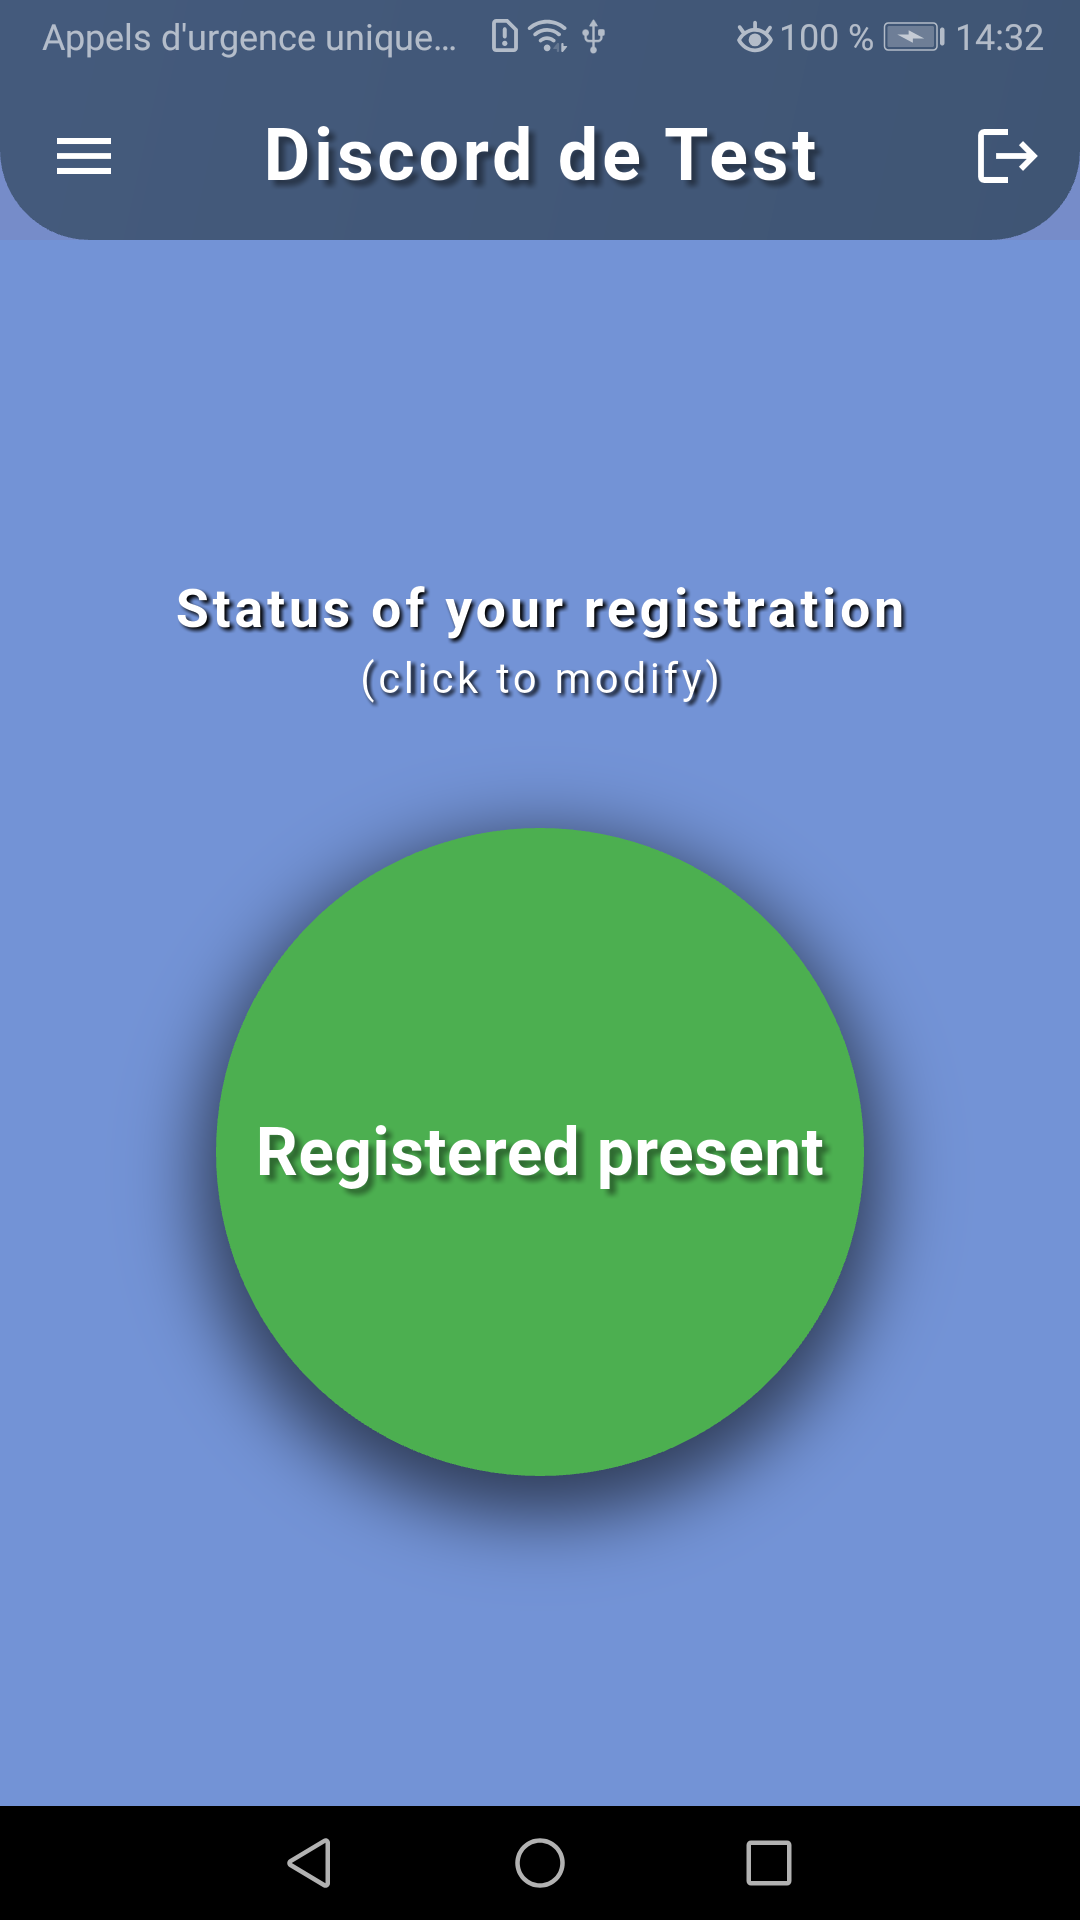 Appels d'urgence unique... 100 % 14:32
Discord de Test
Status of your registration
(click to modify)
Registered present